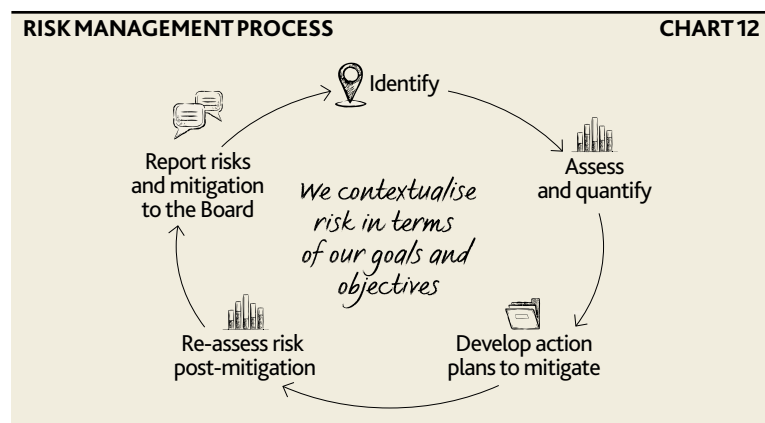 RISK MANAGEMENT PROCESS
CHART 12
Identify
Assess
and quantify
Develop action
plans to mitigate
Re-assess risk
post-mitigation
Report risks
and mitigation
to the Board
We contextualise
risk in terms
of our goals and
objectives